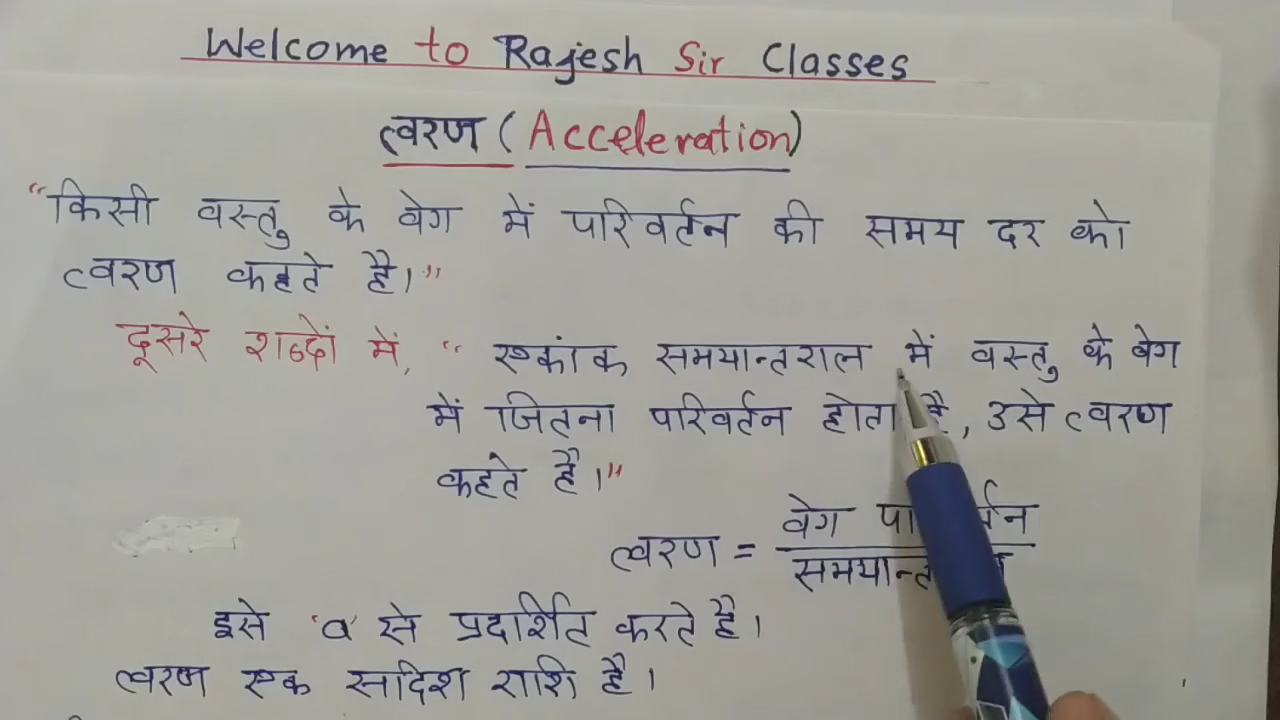 Welcome to Rajesh Sir Classes
त्वरण (Acceleration)
"किसी वस्तु के वेग में परिवर्तन की समय दर को
त्वरण कहते है।"
दूसरे शब्दों में, " एकांक समयान्तराल में वस्तु के वेग
में जितना परिवर्तन होता है, उसे त्वरण
कहते है।"
त्वरण = वेग
इसे 'a' से प्रदर्शित करते है।
त्वरण एक सदिश राशि है।